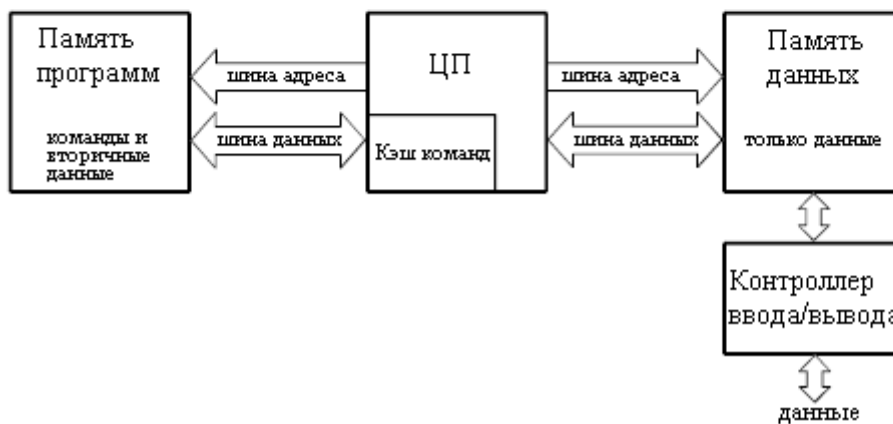 Память
программ
команды и
вторичные
данные
шина адреса
шина данных
ЦП
Кэш команд
шина адреса
шина данных
Память
данных
только данные
Контроллер
ввода/вывода
данные